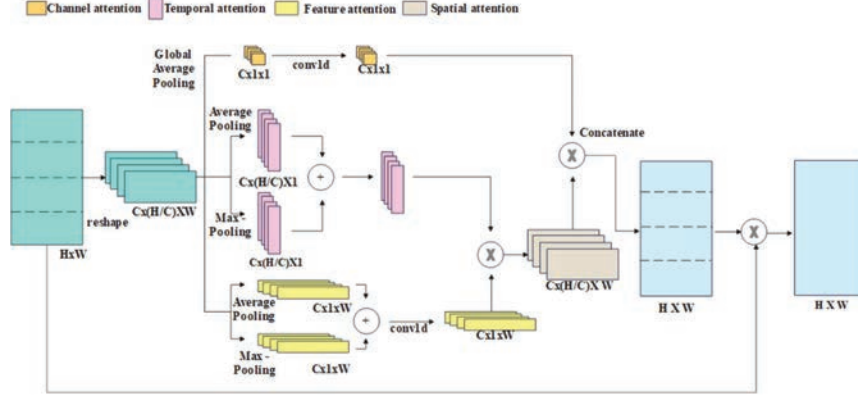 Channel attention Temporal attention Feature attention Spatial attention
Global
Average
Pooling
Cx1x1
conv1d
Cx1x1
Average
Pooling
Cx(H/C)X1
Concatenate
reshape
Cx(H/C)XW
Max -
Pooling
Cx(H/C)X1
HxW
Cx(H/C)X W
H X W
H X W
Average
Pooling
Cx1xW
conv1d
Cx1xW
Max -
Pooling
Cx1xW